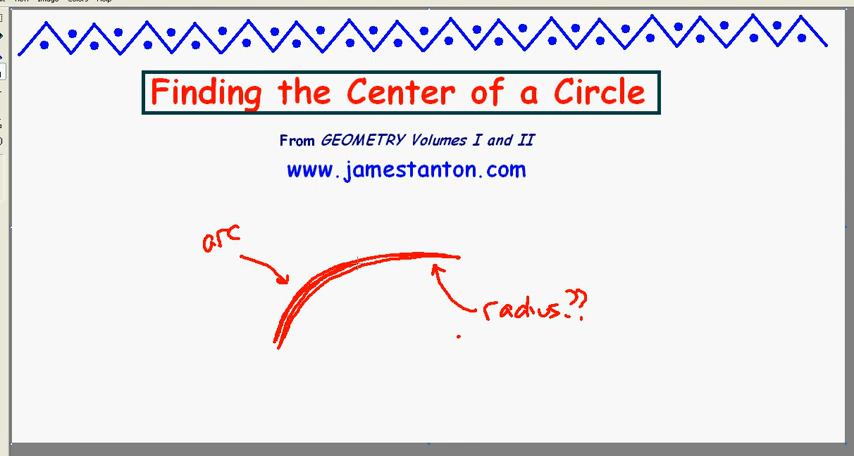 Finding the Center of a Circle
From GEOMETRY Volumes I and II
www.jamestanton.com
arc
radius??